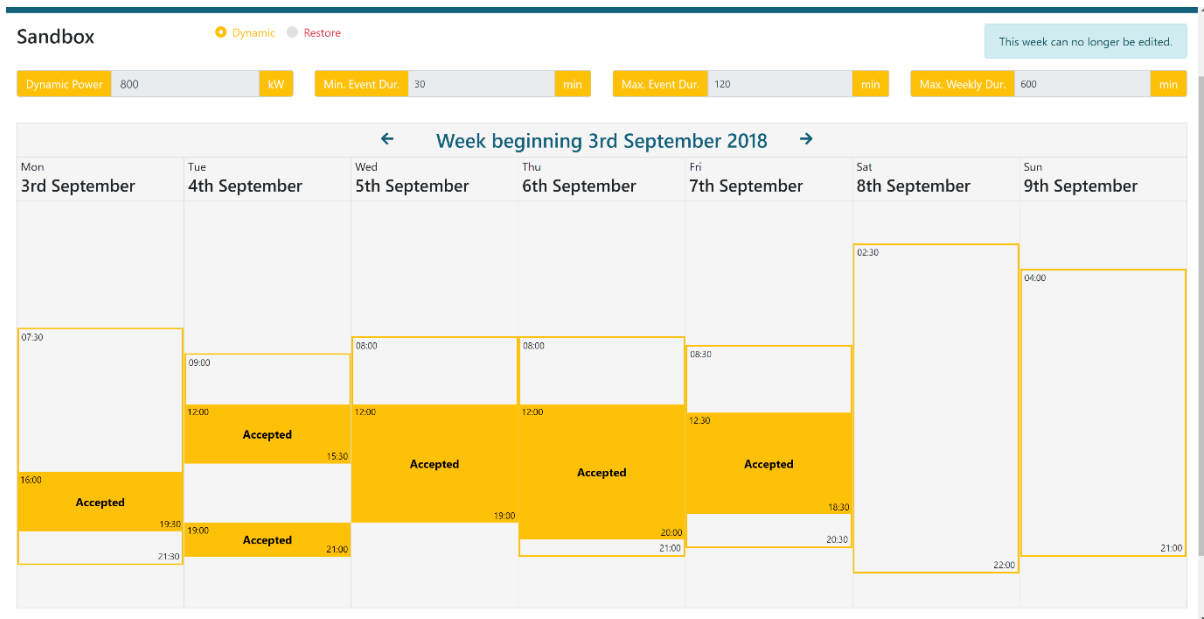 Sandbox
Dynamic Restore
This week can no longer be edited.
Dynamic Power 800 kW Min. Event Dur. 30 min Max. Event Dur. 120 min Max. Weekly Dur. 600 min
Week beginning 3rd September 2018
Mon Tue Wed Thu Fri Sat Sun
3rd September 4th September 5th September 6th September 7th September 8th September 9th September
07:30
16:00
Accepted
19:30
21:30
09:00
12:00
Accepted
15:30
19:00
Accepted
21:00
08:00
12:00
Accepted
19:00
08:00
12:00
Accepted
20:00
21:00
08:30
12:30
Accepted
18:30
20:30
02:30
22:00
04:00
21:00